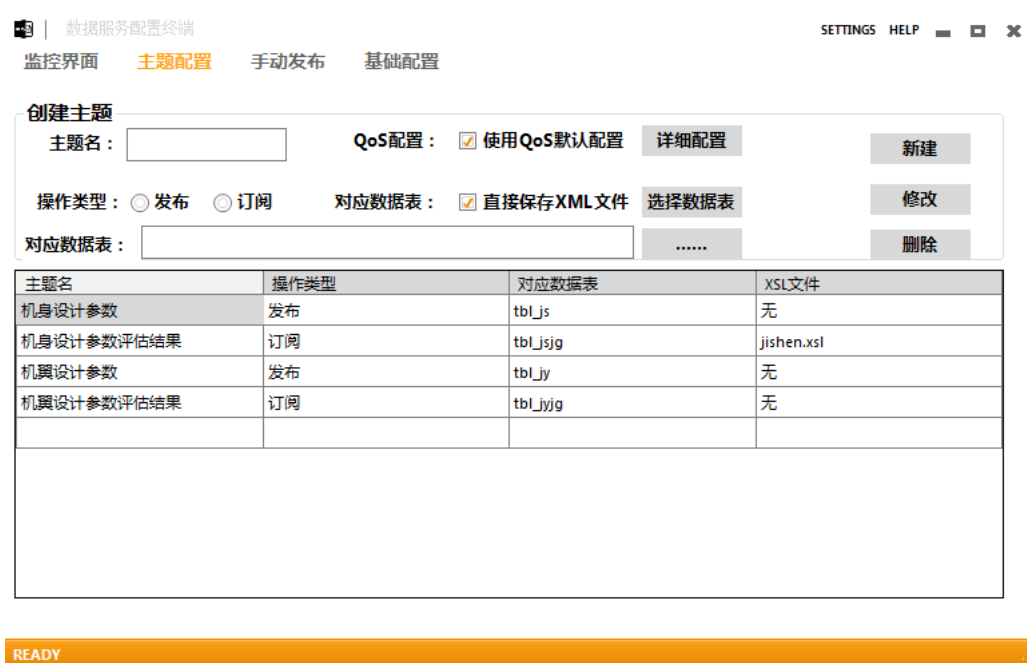 数据服务配置终端 SETTINGS HELP
监控界面 主题配置 手动发布 基础配置
创建主题
主题名： QoS配置： 使用QoS默认配置 详细配置 新建
操作类型： 发布 订阅 对应数据表： 直接保存XML文件 选择数据表 修改
对应数据表： ...... 删除
主题名 操作类型 对应数据表 XSL文件
机身设计参数 发布 tbl_js 无
机身设计参数评估结果 订阅 tbl_jsjg jishen.xsl
机翼设计参数 发布 tbl_jy 无
机翼设计参数评估结果 订阅 tbl_jyjg 无
READY